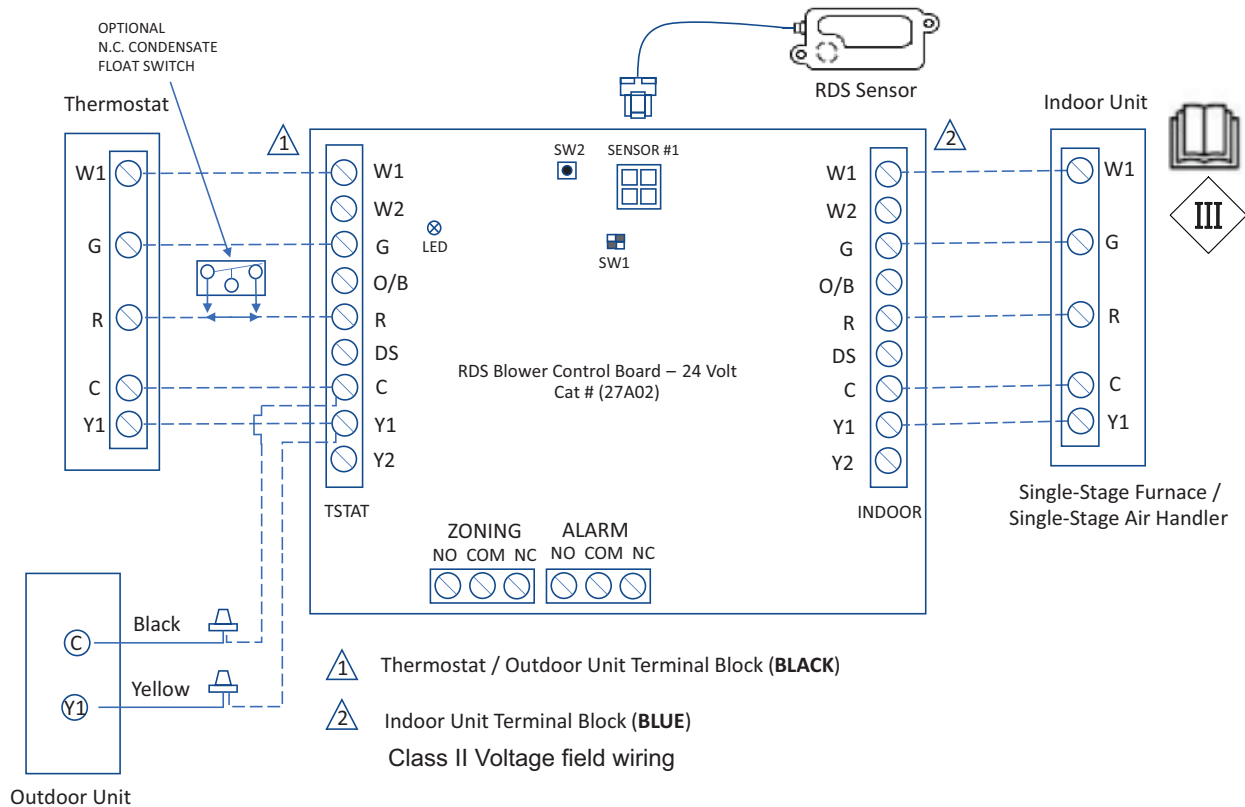 OPTIONAL
N.C. CONDENSATE
FLOAT SWITCH
Thermostat
W1
G
R
C
Y1
1
W1
W2
G
O/B
R
DS
C
Y1
Y2
TSTAT
LED
SW2
SENSOR #1
SW1
RDS Sensor
RDS Blower Control Board – 24 Volt
Cat # (27A02)
ZONING
NO COM NC
ALARM
NO COM NC
2
W1
W2
G
O/B
R
DS
C
Y1
Y2
INDOOR
Indoor Unit
W1
G
R
C
Y1
III
Single-Stage Furnace /
Single-Stage Air Handler
C
Black
Y1
Yellow
Outdoor Unit
1 Thermostat / Outdoor Unit Terminal Block (BLACK)
2 Indoor Unit Terminal Block (BLUE)
Class II Voltage field wiring